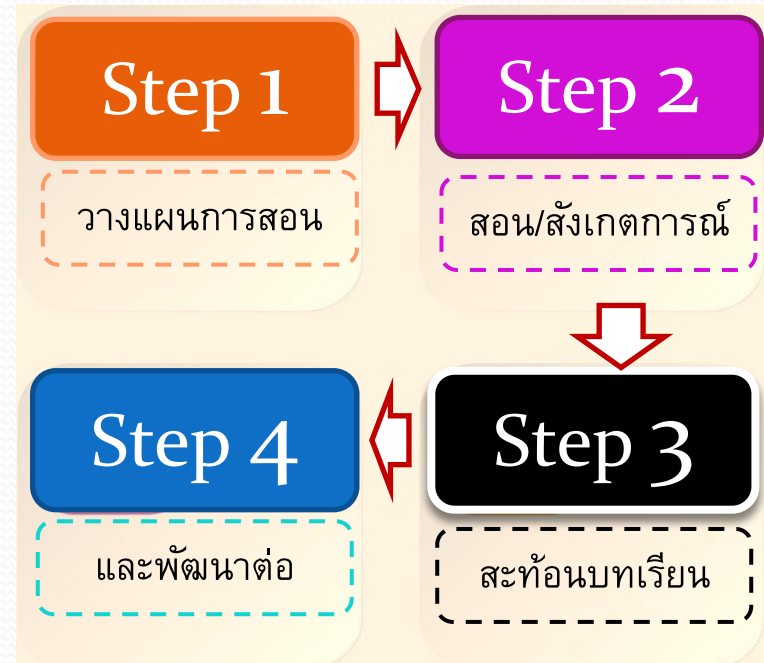 Step 1
วางแผนการสอน
Step 2
สอน/สังเกตการณ์
Step 3
สะท้อนบทเรียน
Step 4
และพัฒนาต่อ